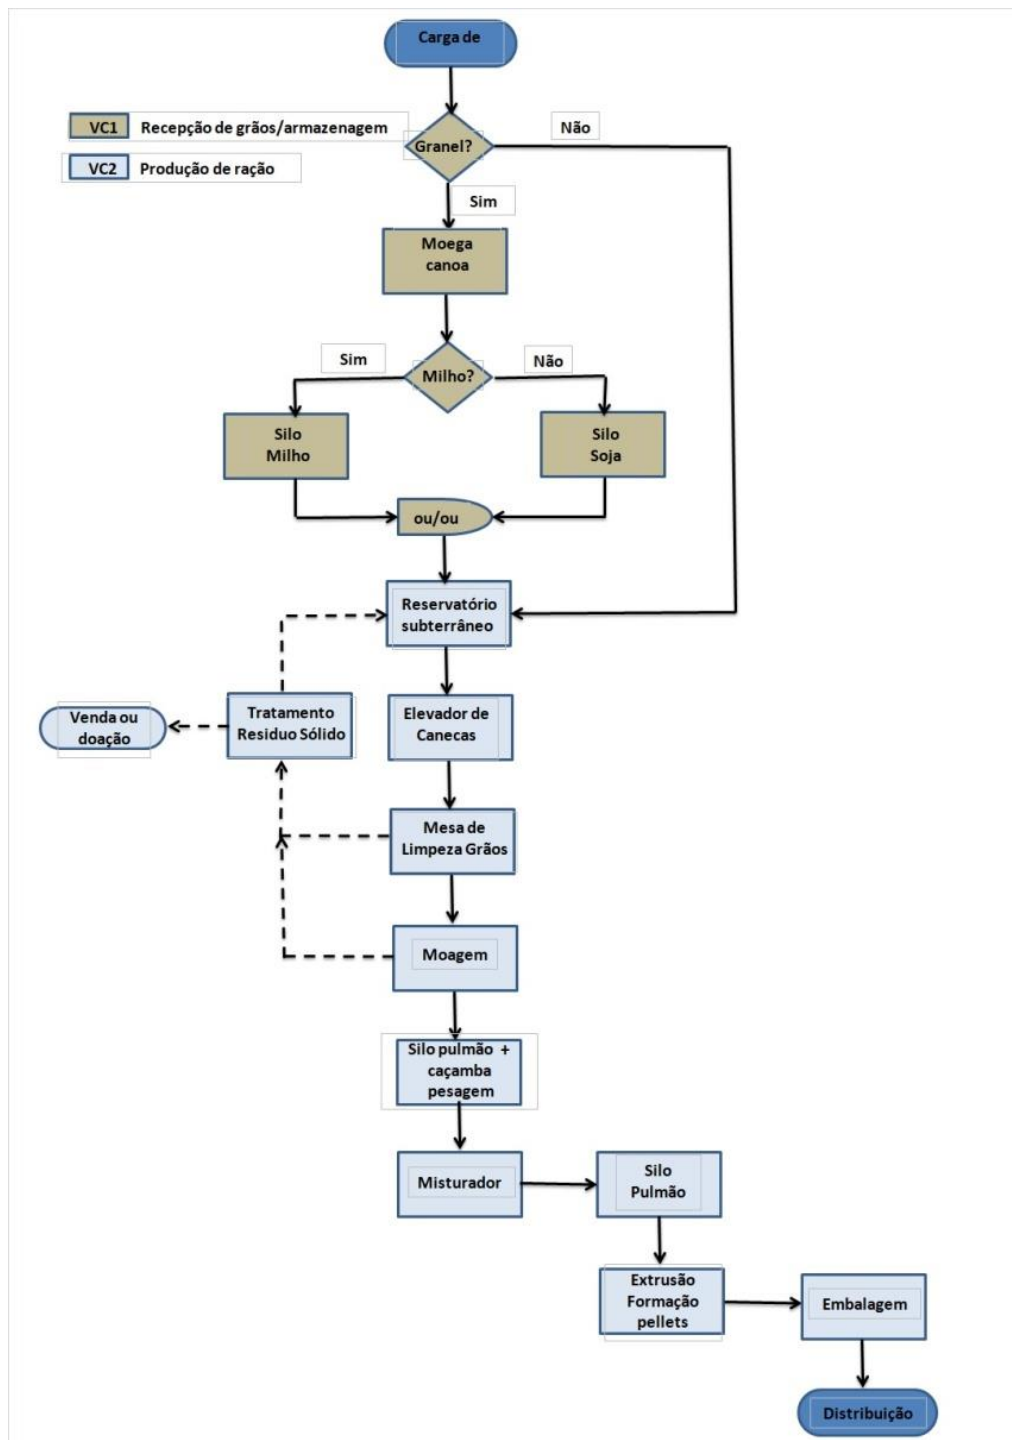 Carga de
VC1 Recepção de grãos/armazenagem
VC2 Produção de ração
Granel?
Não
Sim
Moega
canoa
Sim
Milho?
Não
Silo
Milho
Silo
Soja
ou/ou
Reservatório
subterrâneo
Venda ou
doação
Tratamento
Residuo Sólido
Elevador de
Canecas
Mesa de
Limpeza Grãos
Moagem
Silo pulmão +
caçamba
pesagem
Misturador
Silo
Pulmão
Extrusão
Formação
pellets
Embalagem
Distribuição